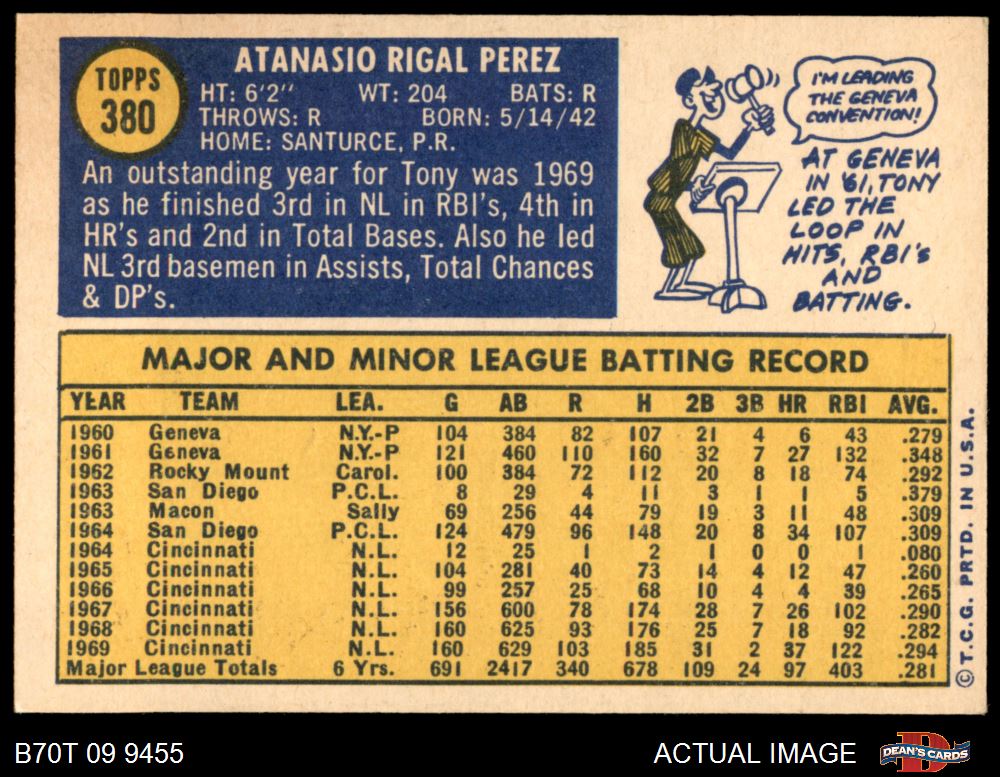 TOPPS
380
ATANASIO RIGAL PEREZ
HT: 6'2" WT: 204 BATS: R
THROWS: R BORN: 5/14/42
HOME: SANTURCE, P.R.
An outstanding year for Tony was 1969
as he finished 3rd in NL in RBI's, 4th in
HR's and 2nd in Total Bases. Also he led
NL 3rd basemen in Assists, Total Chances
& DP's.
I'M LEADING
THE GENEVA
CONVENTION!
AT GENEVA
IN '61, TONY
LED THE
LOOP IN
HITS, RBI's
AND
BATTING.
MAJOR AND MINOR LEAGUE BATTING RECORD
YEAR TEAM LEA. G AB R H 2B 3B HR RBI AVG.
1960 Geneva N.Y.-P 104 384 82 107 21 4 6 43 .279
1961 Geneva N.Y.-P 121 460 110 160 32 7 27 132 .348
1962 Rocky Mount Carol. 100 384 72 112 20 8 18 74 .292
1963 San Diego P.C.L. 8 29 4 11 3 1 1 5 .379
1963 Macon Sally 69 256 44 79 19 3 11 48 .309
1964 San Diego P.C.L. 124 479 96 148 20 8 34 107 .309
1964 Cincinnati N.L. 12 25 1 2 1 0 0 1 .080
1965 Cincinnati N.L. 104 281 40 73 14 4 12 47 .260
1966 Cincinnati N.L. 99 257 25 68 10 4 4 39 .265
1967 Cincinnati N.L. 156 600 78 174 28 7 26 102 .290
1968 Cincinnati N.L. 160 625 93 176 25 7 18 92 .282
1969 Cincinnati N.L. 160 629 103 185 31 2 37 122 .294
Major League Totals 6 Yrs. 691 2417 340 678 109 24 97 403 .281
© T.C.G. PRTD. IN U.S.A.
B70T 09 9455 ACTUAL IMAGE
DEAN'S CARDS